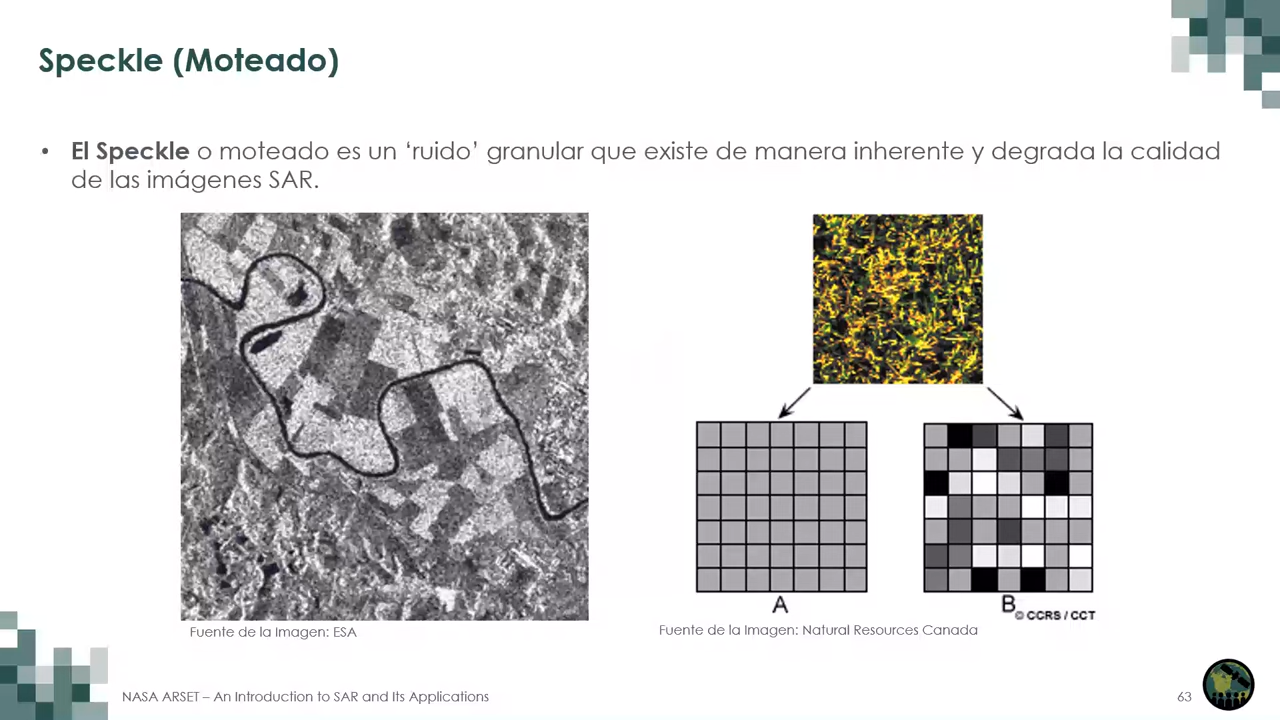 Speckle (Moteado)
• El Speckle o moteado es un ‘ruido’ granular que existe de manera inherente y degrada la calidad
de las imágenes SAR.
A
B
© CCRS / CCT
Fuente de la Imagen: ESA
Fuente de la Imagen: Natural Resources Canada
NASA ARSET – An Introduction to SAR and Its Applications
63